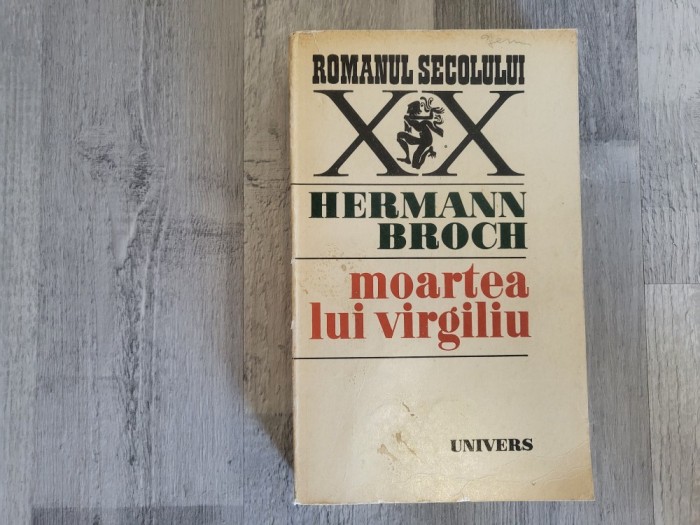 ROMANUL SECOLULUI
XX
HERMANN
BROCH
moartea
lui virgiliu
UNIVERS